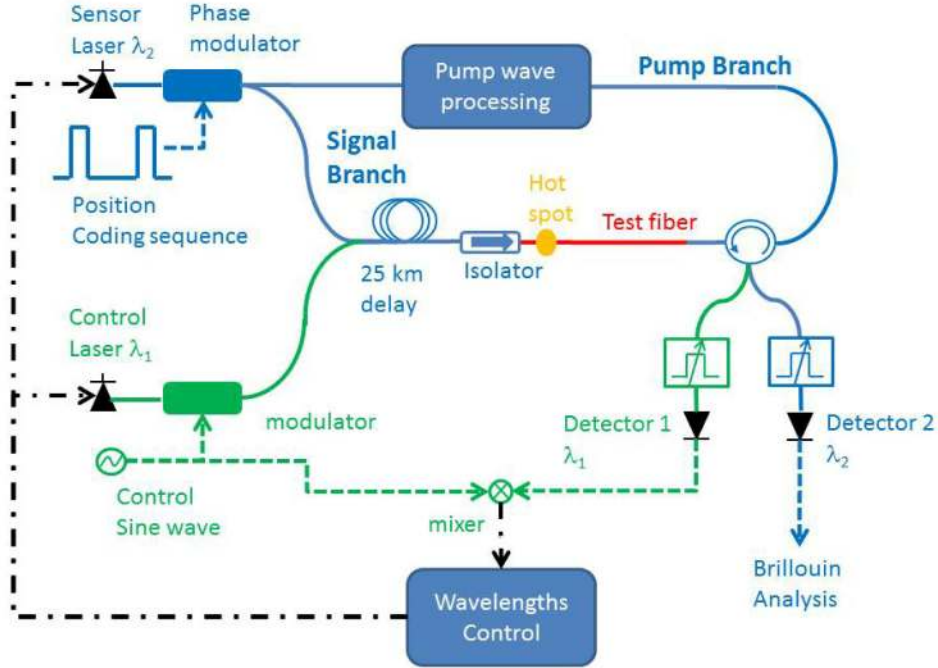 Sensor
Laser λ2
Phase
modulator
Pump wave
processing
Pump Branch
Signal
Branch
Position
Coding sequence
Hot
spot
Test fiber
25 km
delay
Isolator
Control
Laser λ1
modulator
Detector 1
λ1
Detector 2
λ2
Control
Sine wave
mixer
Brillouin
Analysis
Wavelengths
Control